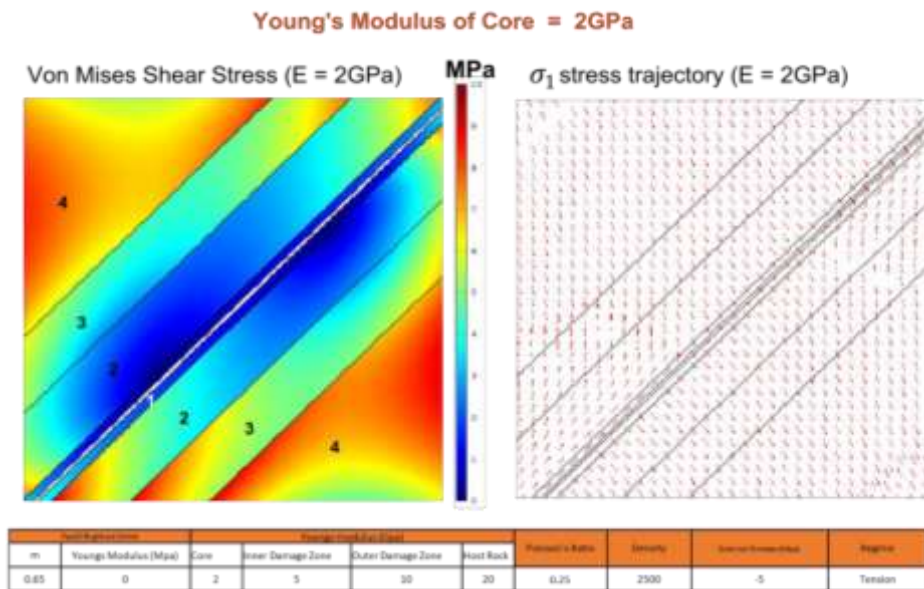 Young's Modulus of Core = 2GPa
Von Mises Shear Stress (E = 2GPa)
MPa
σ1 stress trajectory (E = 2GPa)
4
3
2
1
2
3
4
Poisson's Ratio
Density
Regime
m
Youngs Modulus (Mpa)
Core
Inner Damage Zone
Outer Damage Zone
Host Rock
0.65
0
2
5
10
20
0.25
2500
-5
Tension